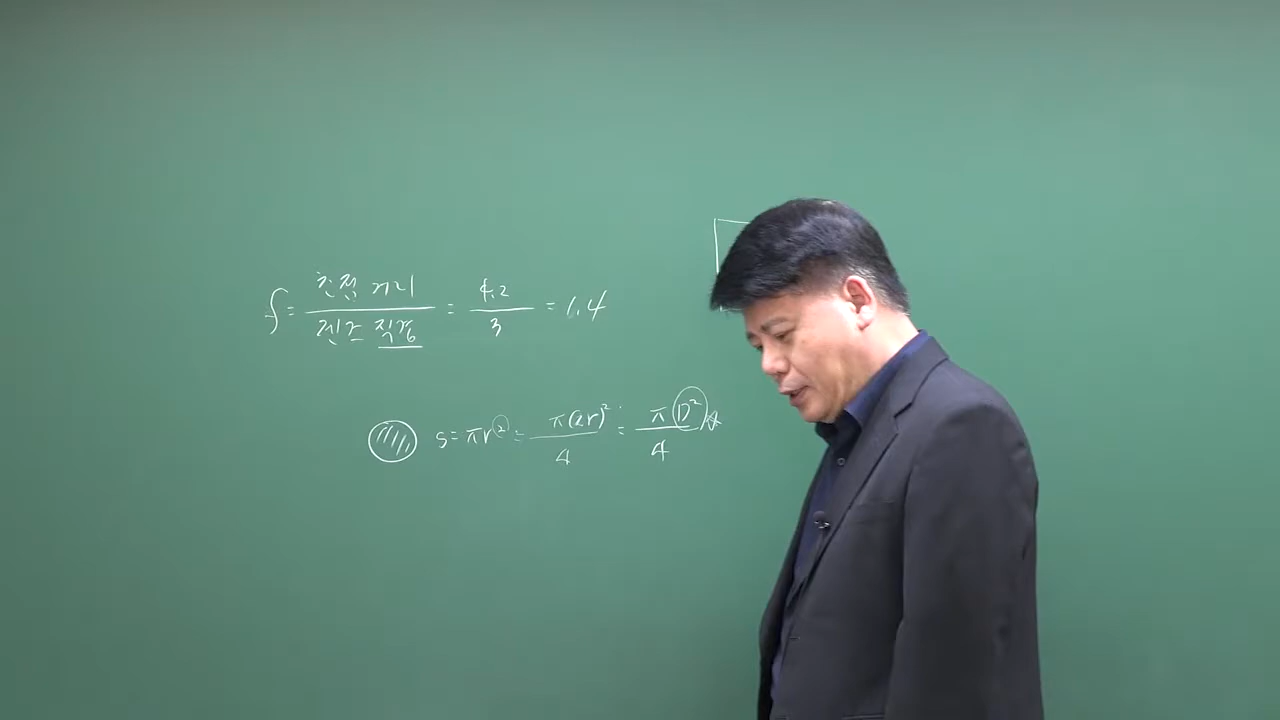 f = 초점 거리 / 렌즈 직경 = 4.2 / 3 = 1.4
S = πr² = π(2r)² / 4 = πD² / 4